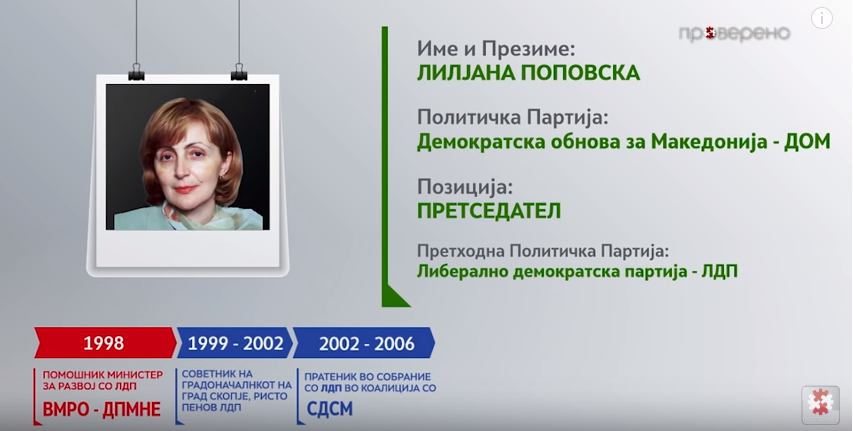 проверено
Име и Презиме:
ЛИЛЈАНА ПОПОВСКА
Политичка Партија:
Демократска обнова за Македонија - ДОМ
Позиција:
ПРЕТСЕДАТЕЛ
Претходна Политичка Партија:
Либерално демократска партија - ЛДП
1998
ПОМОШНИК МИНИСТЕР
ЗА РАЗВОЈ СО ЛДП
ВМРО - ДПМНЕ
1999 - 2002
СОВЕТНИК НА
ГРАДОНАЧАЛНКОТ НА
ГРАД СКОПЈЕ, РИСТО
ПЕНОВ ЛДП
2002 - 2006
ПРАТЕНИК ВО СОБРАНИЕ
СО ЛДП ВО КОАЛИЦИЈА СО
СДСМ